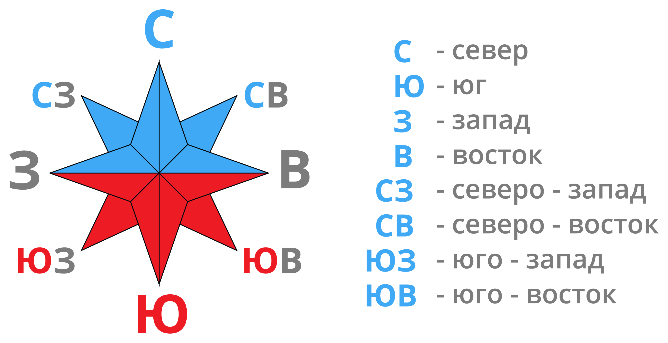 С
СЗ СВ
З В
ЮЗ ЮВ
Ю
С - север
Ю - юг
З - запад
В - восток
СЗ - северо - запад
СВ - северо - восток
ЮЗ - юго - запад
ЮВ - юго - восток